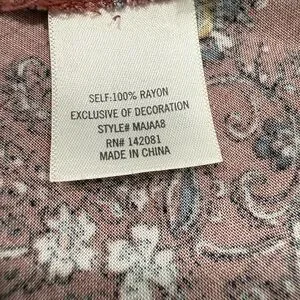 SELF:100% RAYON
EXCLUSIVE OF DECORATION
STYLE# MAJAA8
RN# 142081
MADE IN CHINA